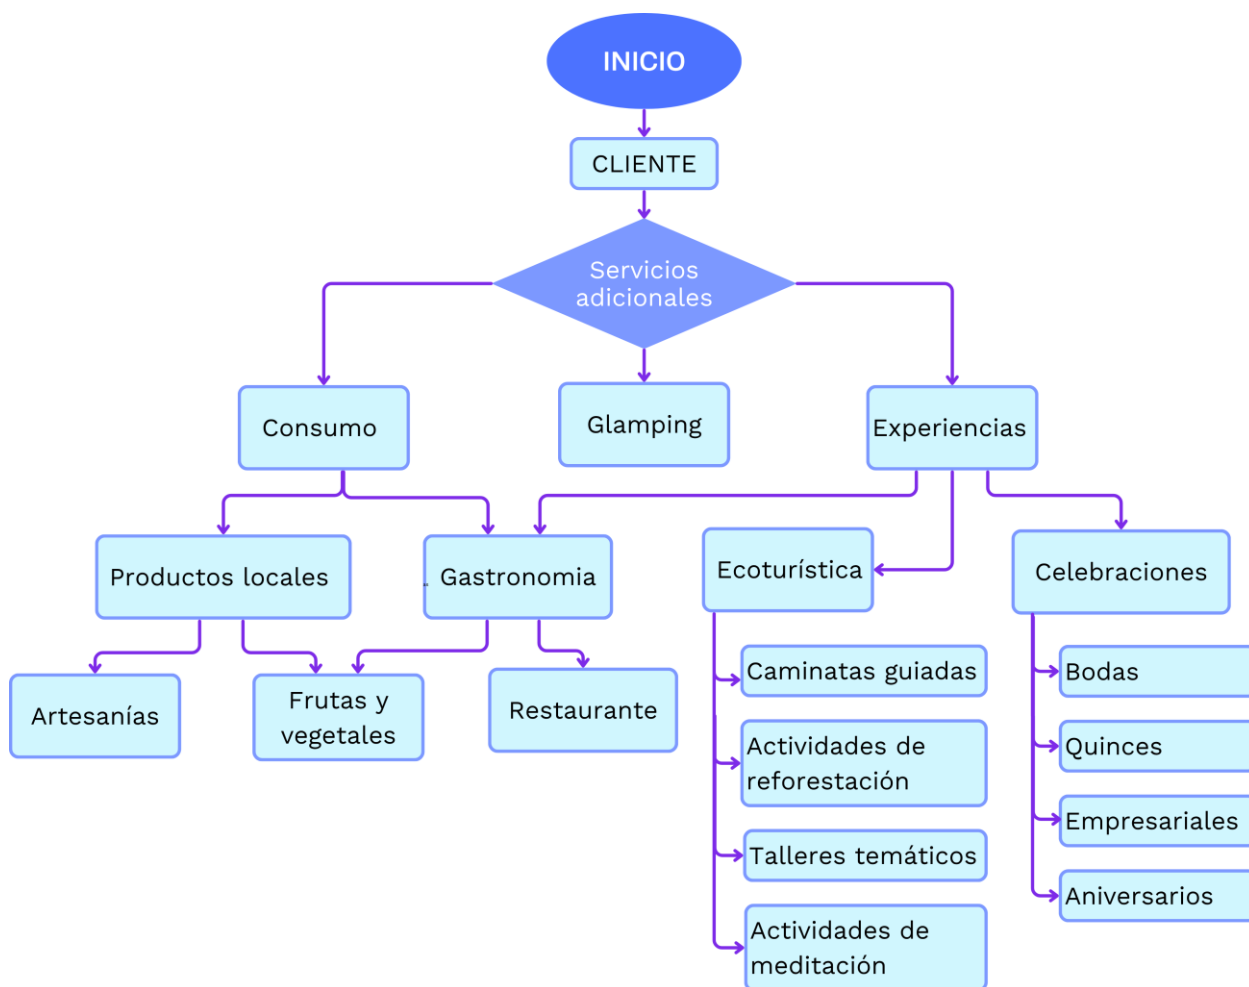 INICIO
CLIENTE
Servicios
adicionales
Consumo
Glamping
Experiencias
Productos locales
Gastronomia
Ecoturística
Celebraciones
Artesanías
Frutas y
vegetales
Restaurante
Caminatas guiadas
Actividades de
reforestación
Talleres temáticos
Actividades de
meditación
Bodas
Quinces
Empresariales
Aniversarios